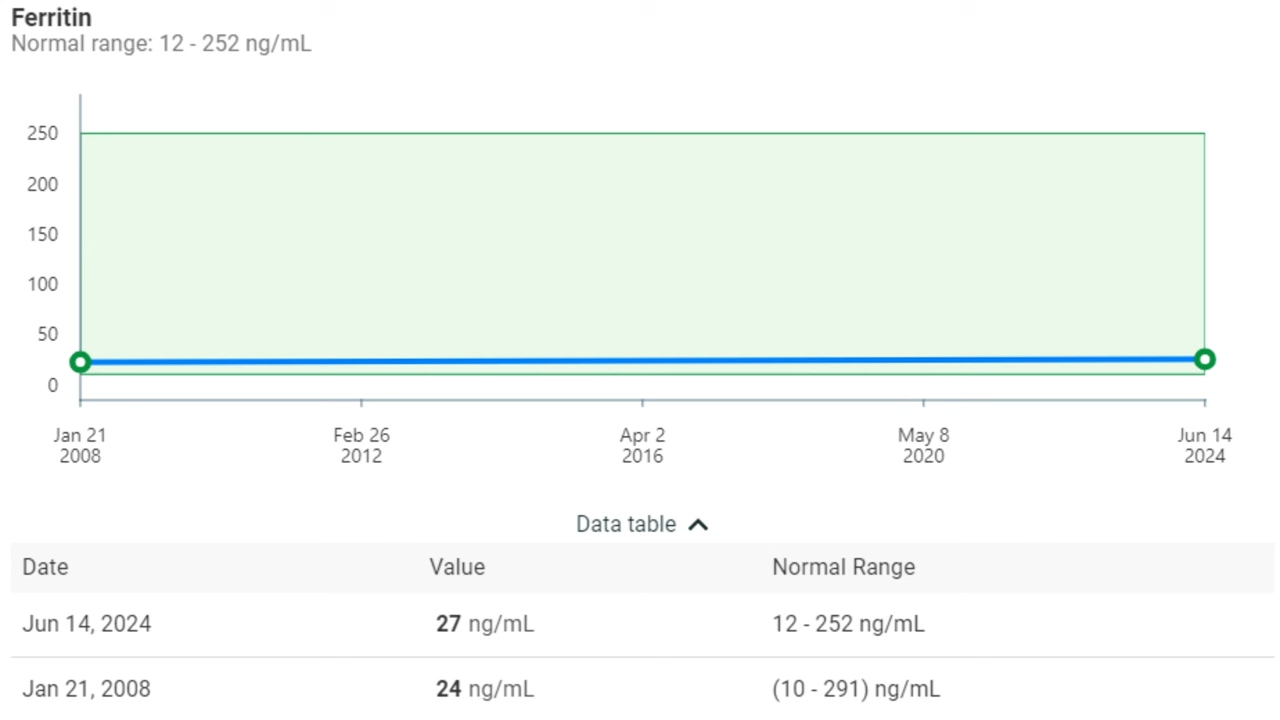 Ferritin
Normal range: 12 - 252 ng/mL
250
200
150
100
50
0
Jan 21 2008
Feb 26 2012
Apr 2 2016
May 8 2020
Jun 14 2024
Data table
Date Value Normal Range
Jun 14, 2024 27 ng/mL 12 - 252 ng/mL
Jan 21, 2008 24 ng/mL (10 - 291) ng/mL